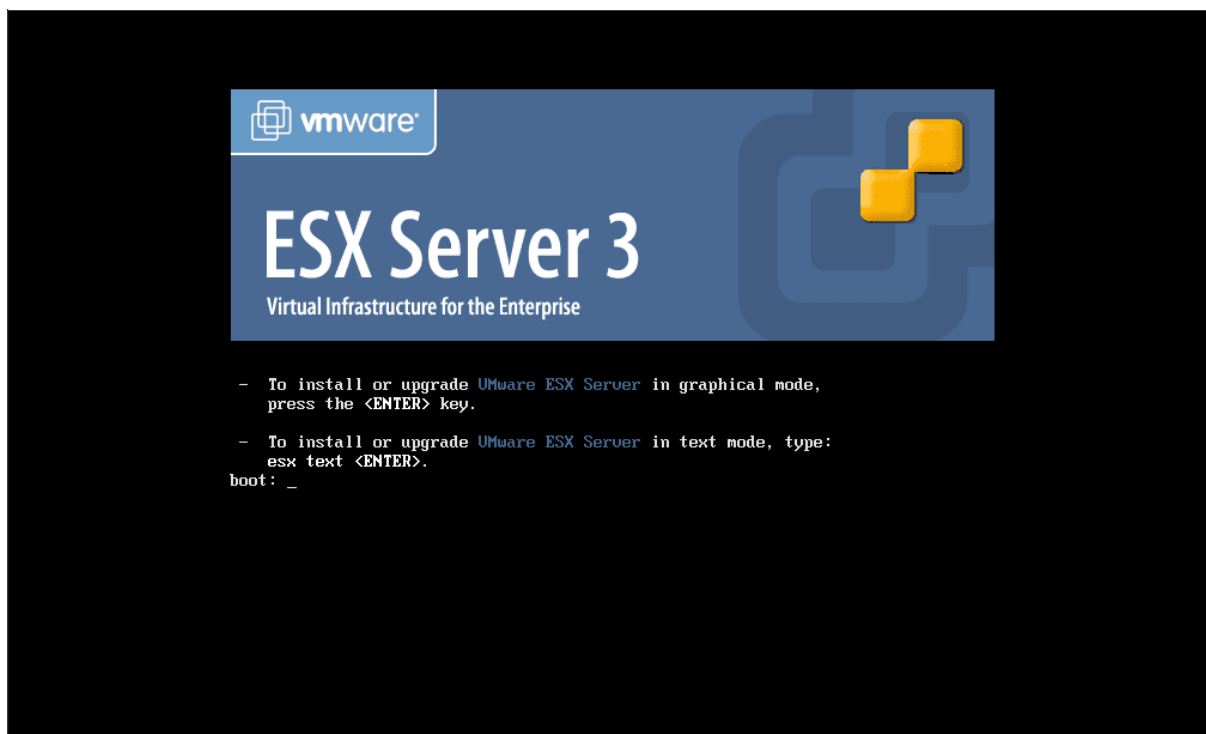 vmware
ESX Server 3
Virtual Infrastructure for the Enterprise
- To install or upgrade VMware ESX Server in graphical mode,
press the <ENTER> key.
- To install or upgrade VMware ESX Server in text mode, type:
esx text <ENTER>.
boot: _